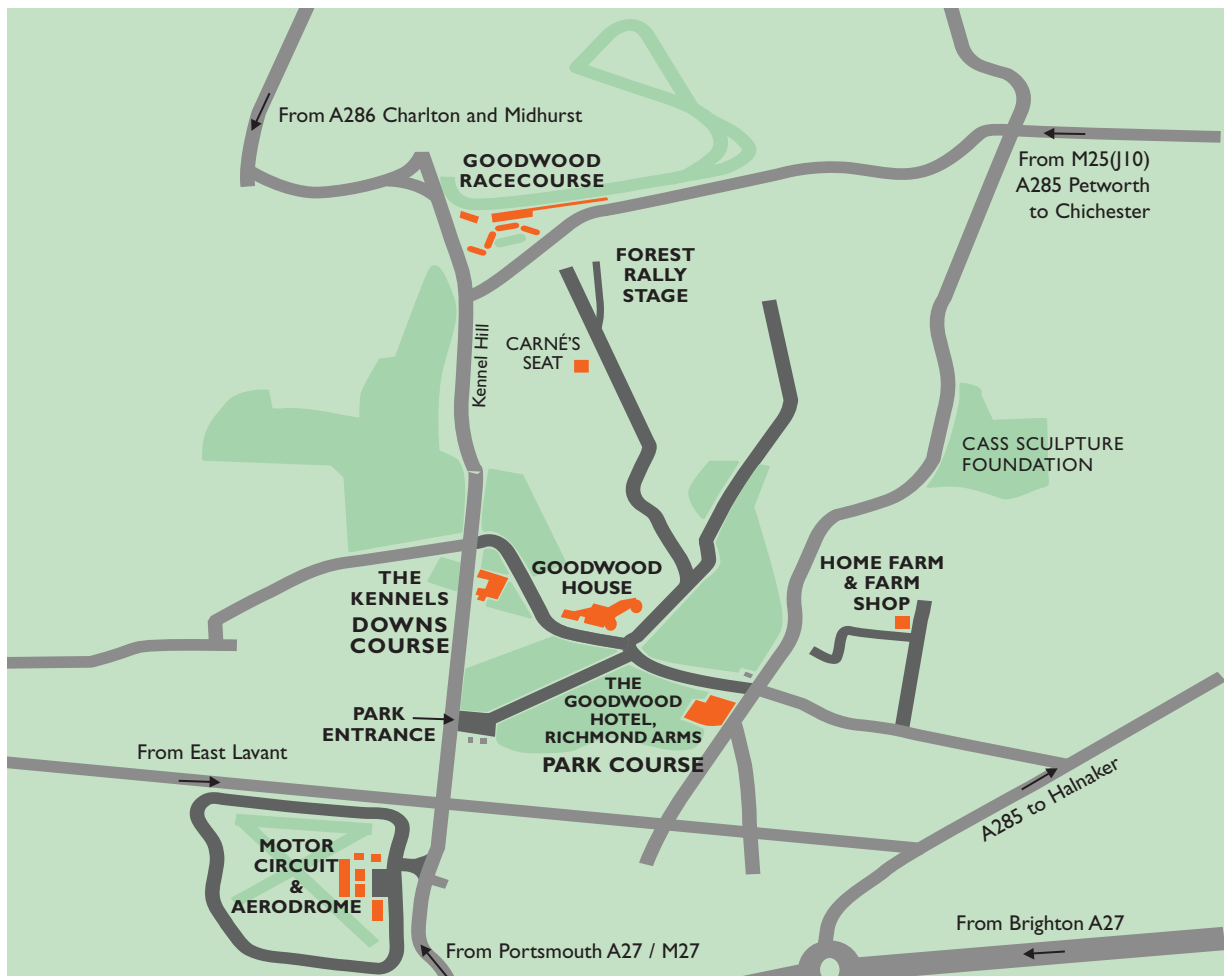 From A286 Charlton and Midhurst
GOODWOOD
RACECOURSE
From M25(J10)
A285 Petworth
to Chichester
FOREST
RALLY
STAGE
Kennel Hill
CARNÉ'S
SEAT
CASS SCULPTURE
FOUNDATION
THE
KENNELS
DOWNS
COURSE
GOODWOOD
HOUSE
HOME FARM
& FARM
SHOP
PARK
ENTRANCE
THE
GOODWOOD
HOTEL,
RICHMOND ARMS
PARK COURSE
From East Lavant
A285 to Halnaker
MOTOR
CIRCUIT
&
AERODROME
From Portsmouth A27 / M27
From Brighton A27